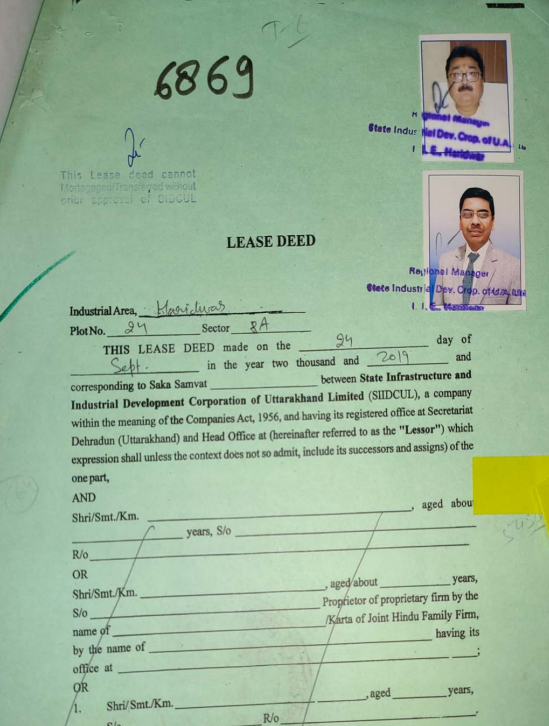 6869
Regional Manager
State Industrial Dev. Crop. of U.A.
I. I. E. Haridwar
This Lease deed cannot
Mortgaged/Transfered without
prior approval of SIIDCUL
LEASE DEED
Regional Manager
State Industrial Dev. Crop. of U.A.
I. I. E. Haridwar
Industrial Area, Haridwar
Plot No. 24 Sector 8A
THIS LEASE DEED made on the 24 day of
Sept. in the year two thousand and 2019 and
corresponding to Saka Samvat between State Infrastructure and
Industrial Development Corporation of Uttarakhand Limited (SIIDCUL), a company
within the meaning of the Companies Act, 1956, and having its registered office at Secretariat
Dehradun (Uttarakhand) and Head Office at (hereinafter referred to as the "Lessor") which
expression shall unless the context does not so admit, include its successors and assigns) of the
one part,
AND
Shri/Smt./Km. , aged about
years, S/o
R/o
OR
Shri/Smt./Km. , aged about years,
S/o Proprietor of proprietary firm by the
name of /Karta of Joint Hindu Family Firm,
by the name of having its
office at ;
OR
1. Shri/Smt./Km. , aged years,
S/o R/o